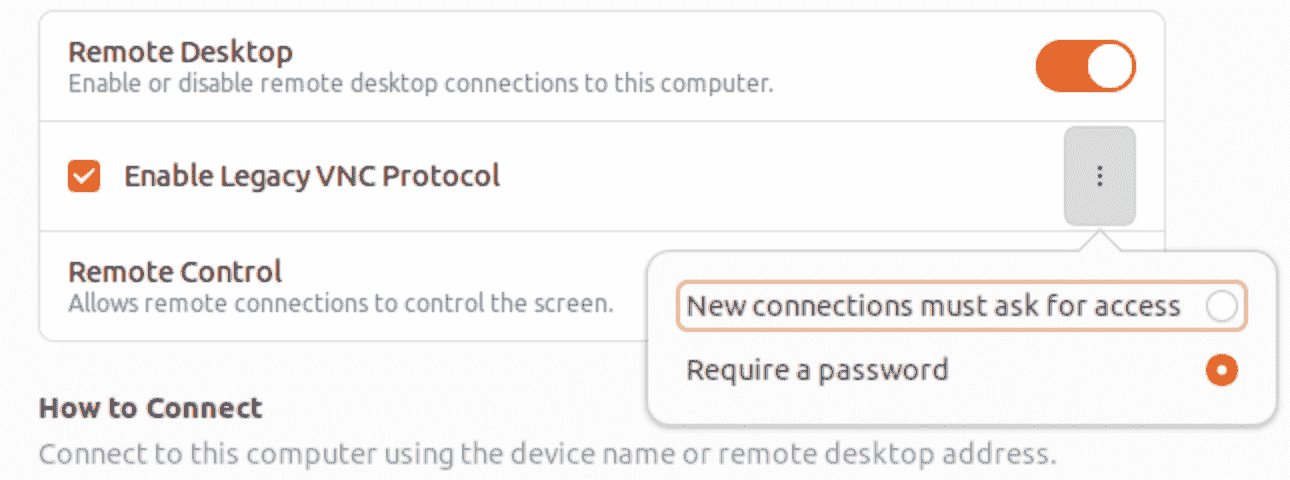 Remote Desktop
Enable or disable remote desktop connections to this computer.
Enable Legacy VNC Protocol
Remote Control
Allows remote connections to control the screen.
New connections must ask for access
Require a password
How to Connect
Connect to this computer using the device name or remote desktop address.